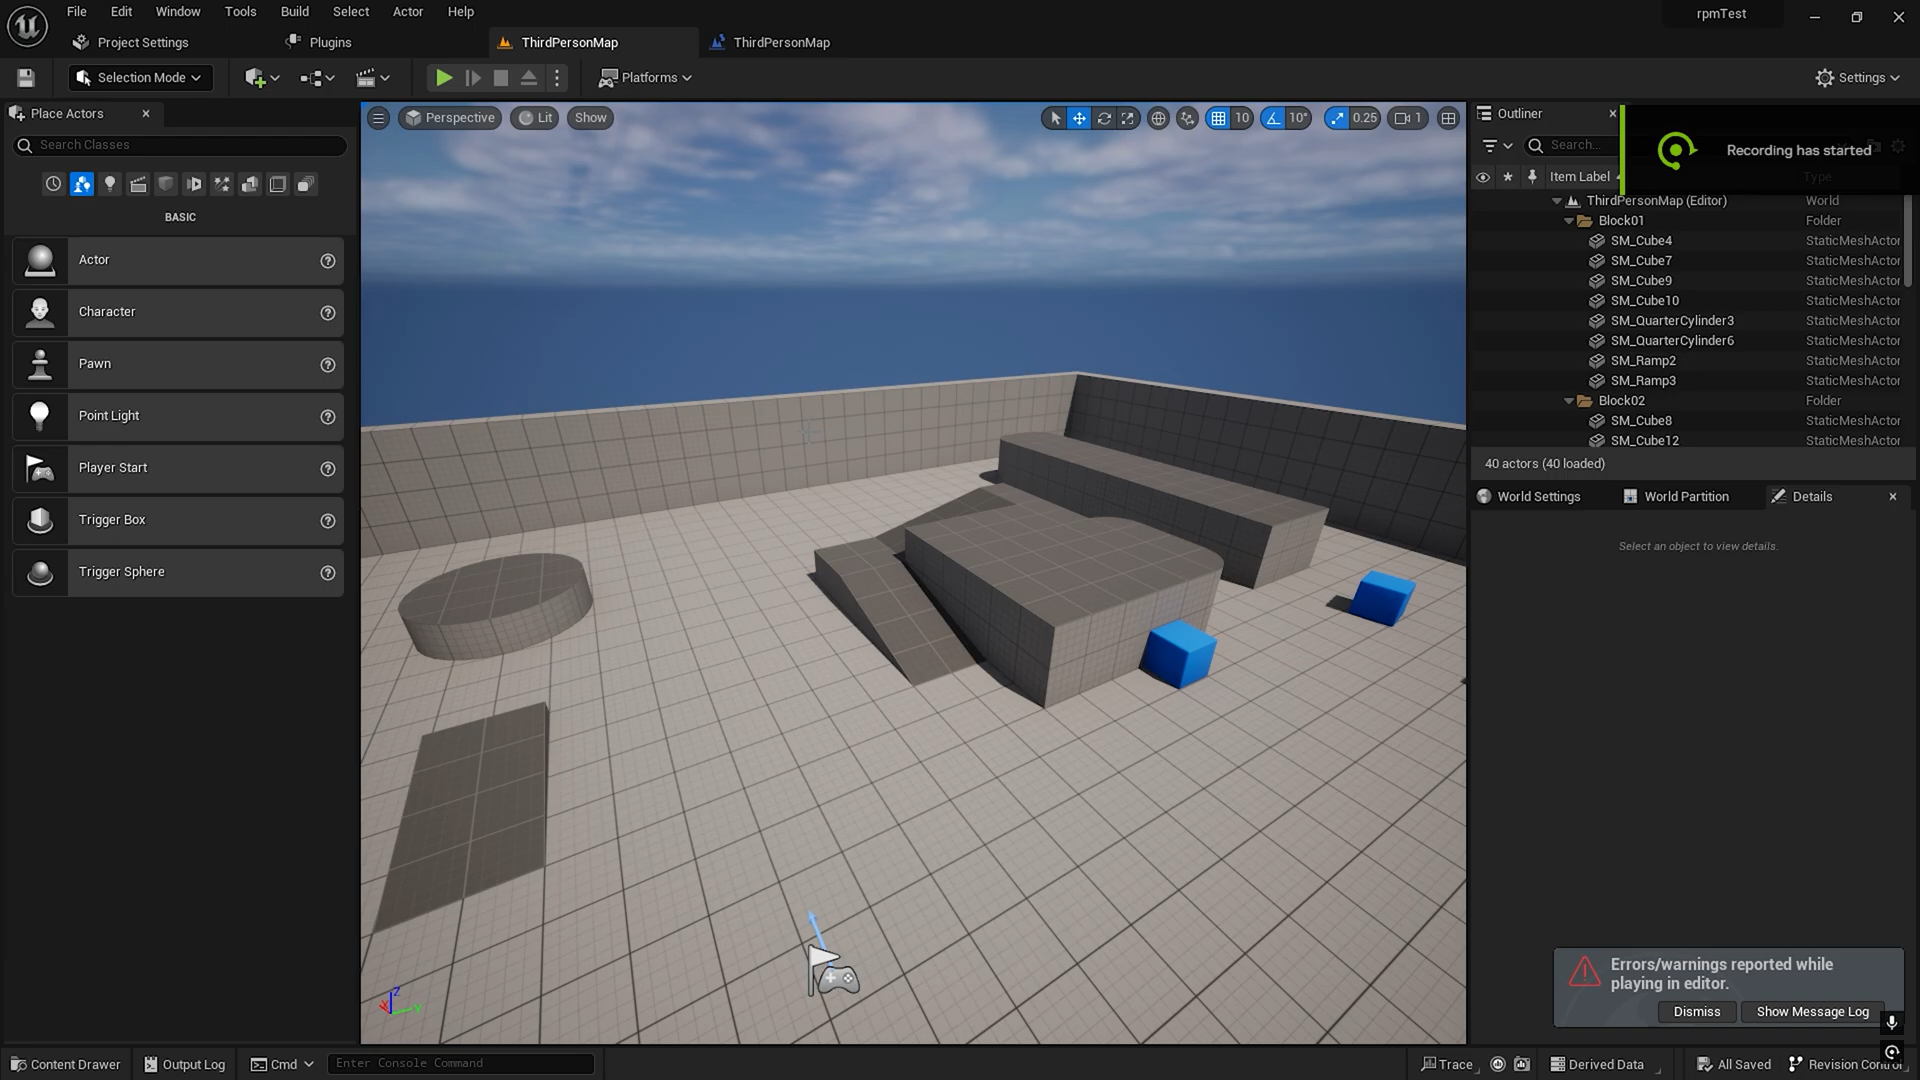 File Edit Window Tools Build Select Actor Help
rpmTest
Project Settings
Plugins
ThirdPersonMap
ThirdPersonMap
Selection Mode
Platforms
Settings
Place Actors
Search Classes
BASIC
Actor
Character
Pawn
Point Light
Player Start
Trigger Box
Trigger Sphere
Perspective
Lit
Show
10
10°
0.25
1
Outliner
Search...
Recording has started
Item Label
Type
ThirdPersonMap (Editor) World
Block01 Folder
SM_Cube4 StaticMeshActor
SM_Cube7 StaticMeshActor
SM_Cube9 StaticMeshActor
SM_Cube10 StaticMeshActor
SM_QuarterCylinder3 StaticMeshActor
SM_QuarterCylinder6 StaticMeshActor
SM_Ramp2 StaticMeshActor
SM_Ramp3 StaticMeshActor
Block02 Folder
SM_Cube8 StaticMeshActor
SM_Cube12 StaticMeshActor
40 actors (40 loaded)
World Settings
World Partition
Details
Select an object to view details.
Z
X
Y
Errors/warnings reported while
playing in editor.
Dismiss
Show Message Log
Content Drawer
Output Log
Cmd
Enter Console Command
Trace
Derived Data
All Saved
Revision Control